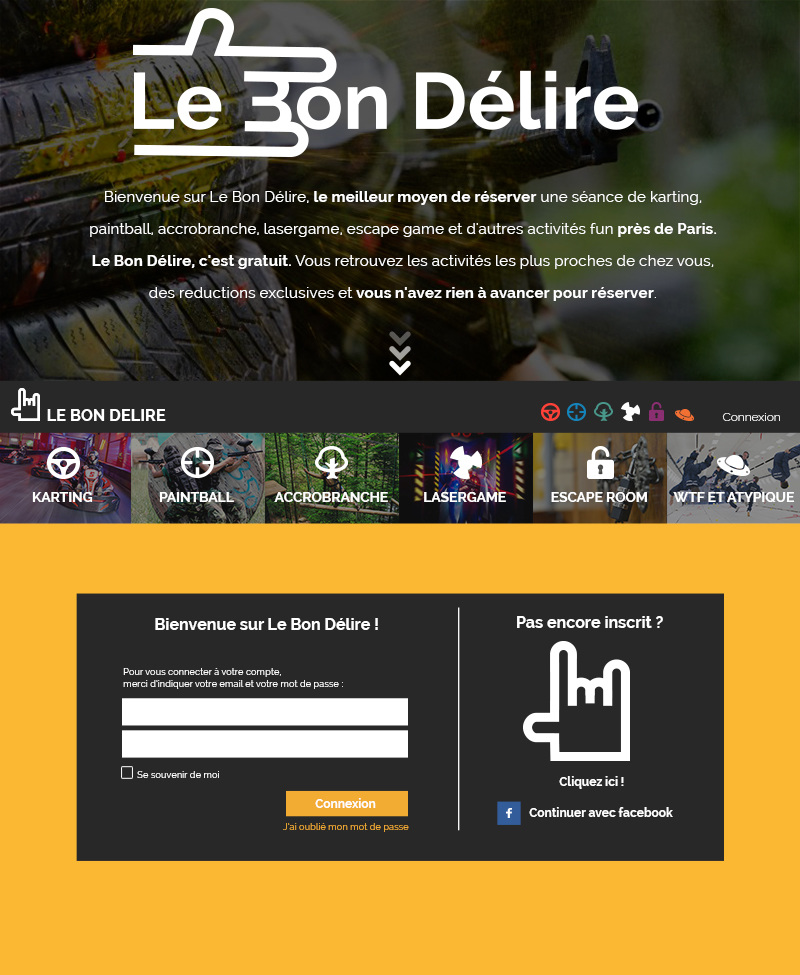 Le Bon Délire
Bienvenue sur Le Bon Délire, le meilleur moyen de réserver une séance de karting,
paintball, accrobranche, lasergame, escape game et d'autres activités fun près de Paris.
Le Bon Délire, c'est gratuit. Vous retrouvez les activités les plus proches de chez vous,
des reductions exclusives et vous n'avez rien à avancer pour réserver.
LE BON DELIRE
Connexion
KARTING
PAINTBALL
ACCROBRANCHE
LASERGAME
ESCAPE ROOM
WTF ET ATYPIQUE
Bienvenue sur Le Bon Délire !
Pour vous connecter à votre compte,
merci d'indiquer votre email et votre mot de passe :
Se souvenir de moi
Connexion
J'ai oublié mon mot de passe
Pas encore inscrit ?
Cliquez ici !
f
Continuer avec facebook